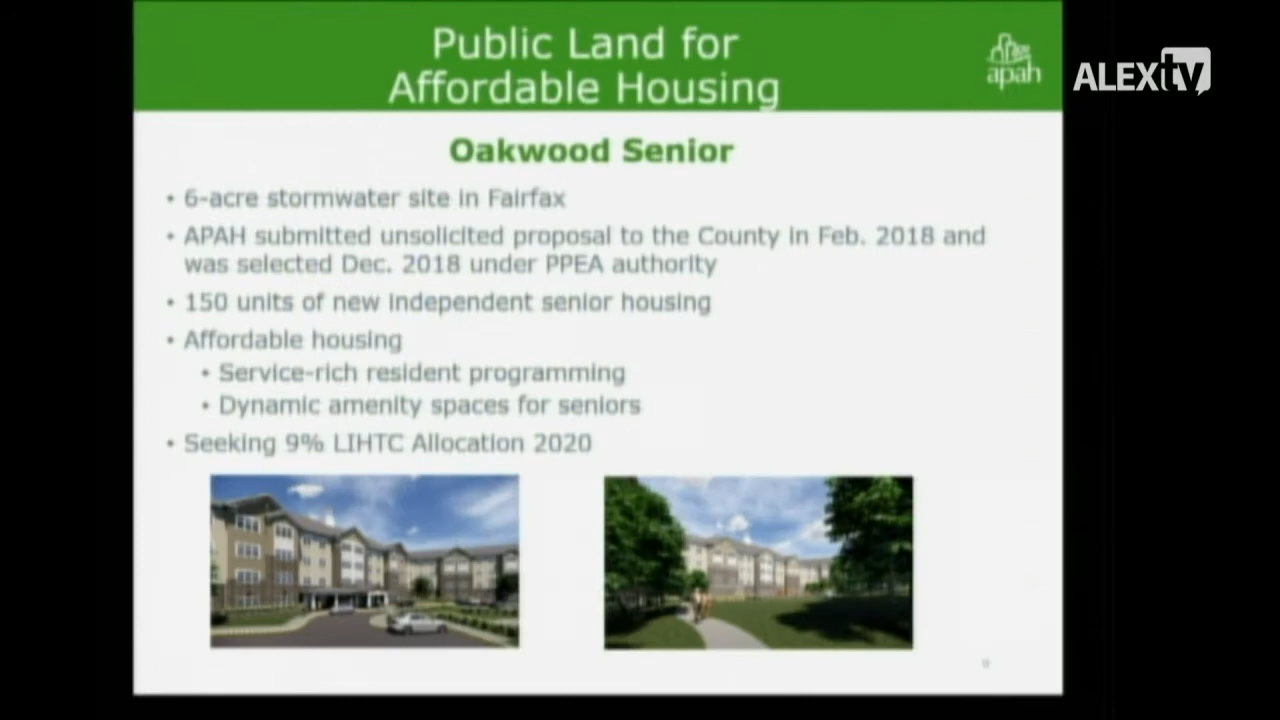 Public Land for
Affordable Housing
apah
ALEXtv
Oakwood Senior
• 6-acre stormwater site in Fairfax
• APAH submitted unsolicited proposal to the County in Feb. 2018 and
was selected Dec. 2018 under PPEA authority
• 150 units of new independent senior housing
• Affordable housing
• Service-rich resident programming
• Dynamic amenity spaces for seniors
• Seeking 9% LIHTC Allocation 2020